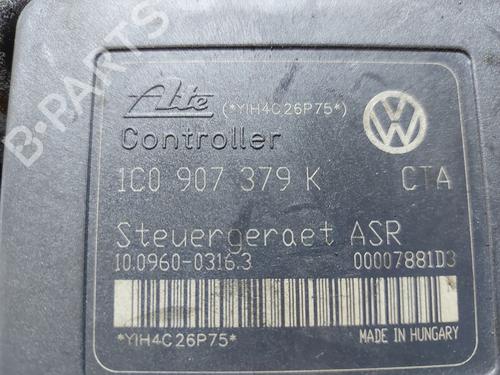 B-PARTS
Ate (*YIH4C26P75*)
Controller
1C0 907 379 K CTA
Steuergeraet ASR
10.0960-0316.3 00007881D3
*YIH4C26P75* MADE IN HUNGARY